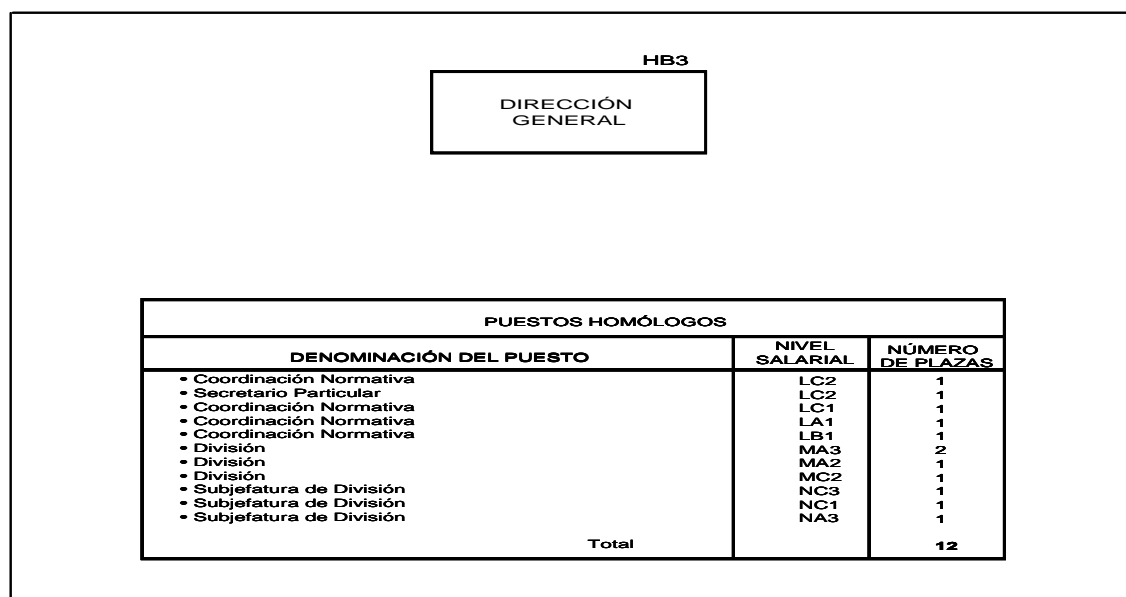 HB3
DIRECCIÓN
GENERAL
PUESTOS HOMÓLOGOS
DENOMINACIÓN DEL PUESTO NIVEL SALARIAL NÚMERO DE PLAZAS
• Coordinación Normativa LC2 1
• Secretario Particular LC2 1
• Coordinación Normativa LC1 1
• Coordinación Normativa LA1 1
• Coordinación Normativa LB1 1
• División MA3 2
• División MA2 1
• División MC2 1
• Subjefatura de División NC3 1
• Subjefatura de División NC1 1
• Subjefatura de División NA3 1
Total 12